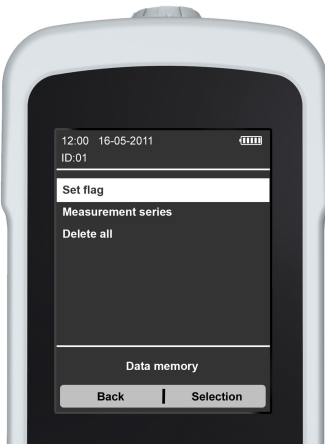 12:00 16-05-2011
ID:01
Set flag
Measurement series
Delete all
Data memory
Back | Selection